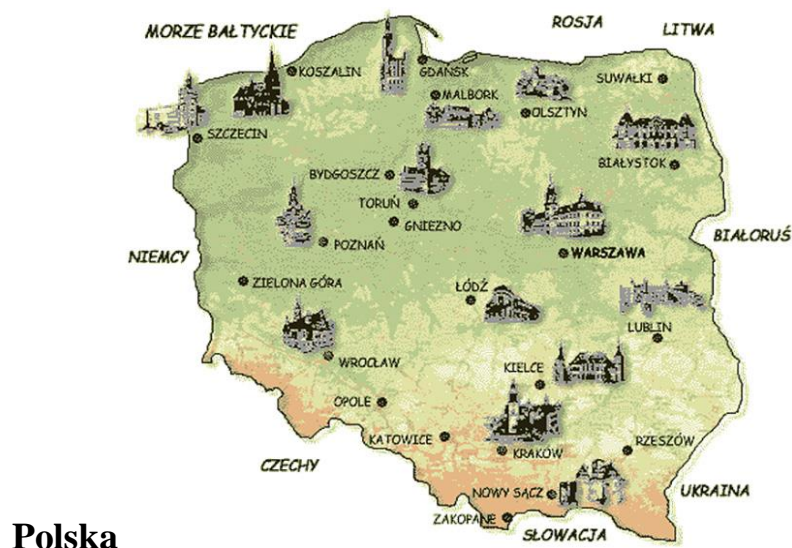 ROSJA
MORZE BAŁTYCKIE
LITWA
KOSZALIN
GDAŃSK
SUWAŁKI
MALBORK
OLSZTYN
SZCZECIN
BIAŁYSTOK
BYDGOSZCZ
TORUŃ
GNIEZNO
BIAŁORUŚ
POZNAŃ
WARSZAWA
NIEMCY
ZIELONA GÓRA
ŁÓDŹ
LUBLIN
WROCŁAW
KIELCE
OPOLE
KATOWICE
KRAKÓW
RZESZÓW
CZECHY
NOWY SĄCZ
UKRAINA
ZAKOPANE
SŁOWACJA
Polska